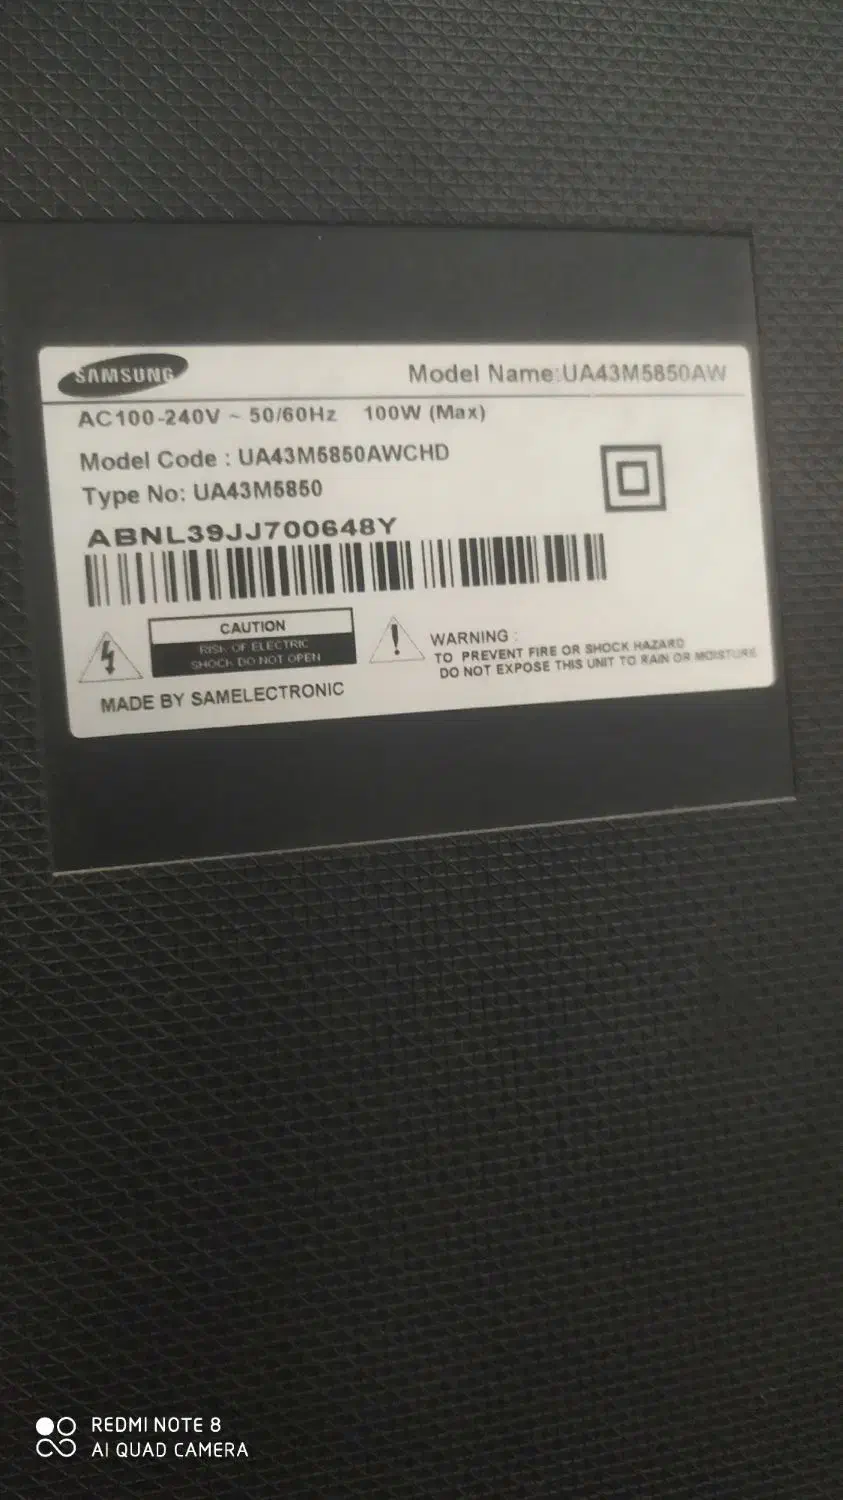 SAMSUNG
Model Name:UA43M5850AW
AC100-240V ~ 50/60Hz 100W (Max)
Model Code : UA43M5850AWCHD
Type No: UA43M5850
ABNL39JJ700648Y
CAUTION
RISK OF ELECTRIC
SHOCK DO NOT OPEN
WARNING :
TO PREVENT FIRE OR SHOCK HAZARD
DO NOT EXPOSE THIS UNIT TO RAIN OR MOISTURE
MADE BY SAMELECTRONIC
REDMI NOTE 8
AI QUAD CAMERA